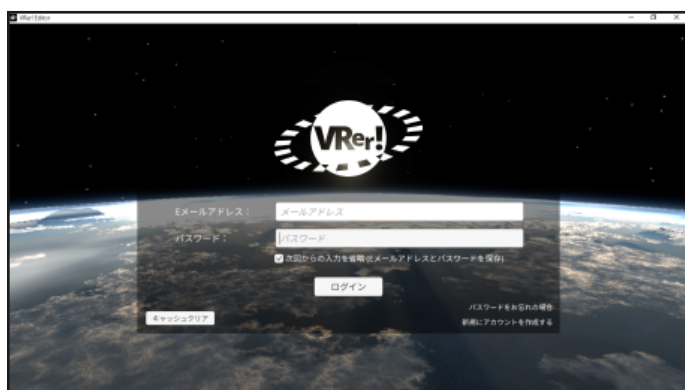 VRer! Editor
VRer!
Eメールアドレス：
メールアドレス
パスワード：
パスワード
次回からの入力を省略(Eメールアドレスとパスワードを保存)
ログイン
パスワードをお忘れの場合
キャッシュクリア
新規にアカウントを作成する